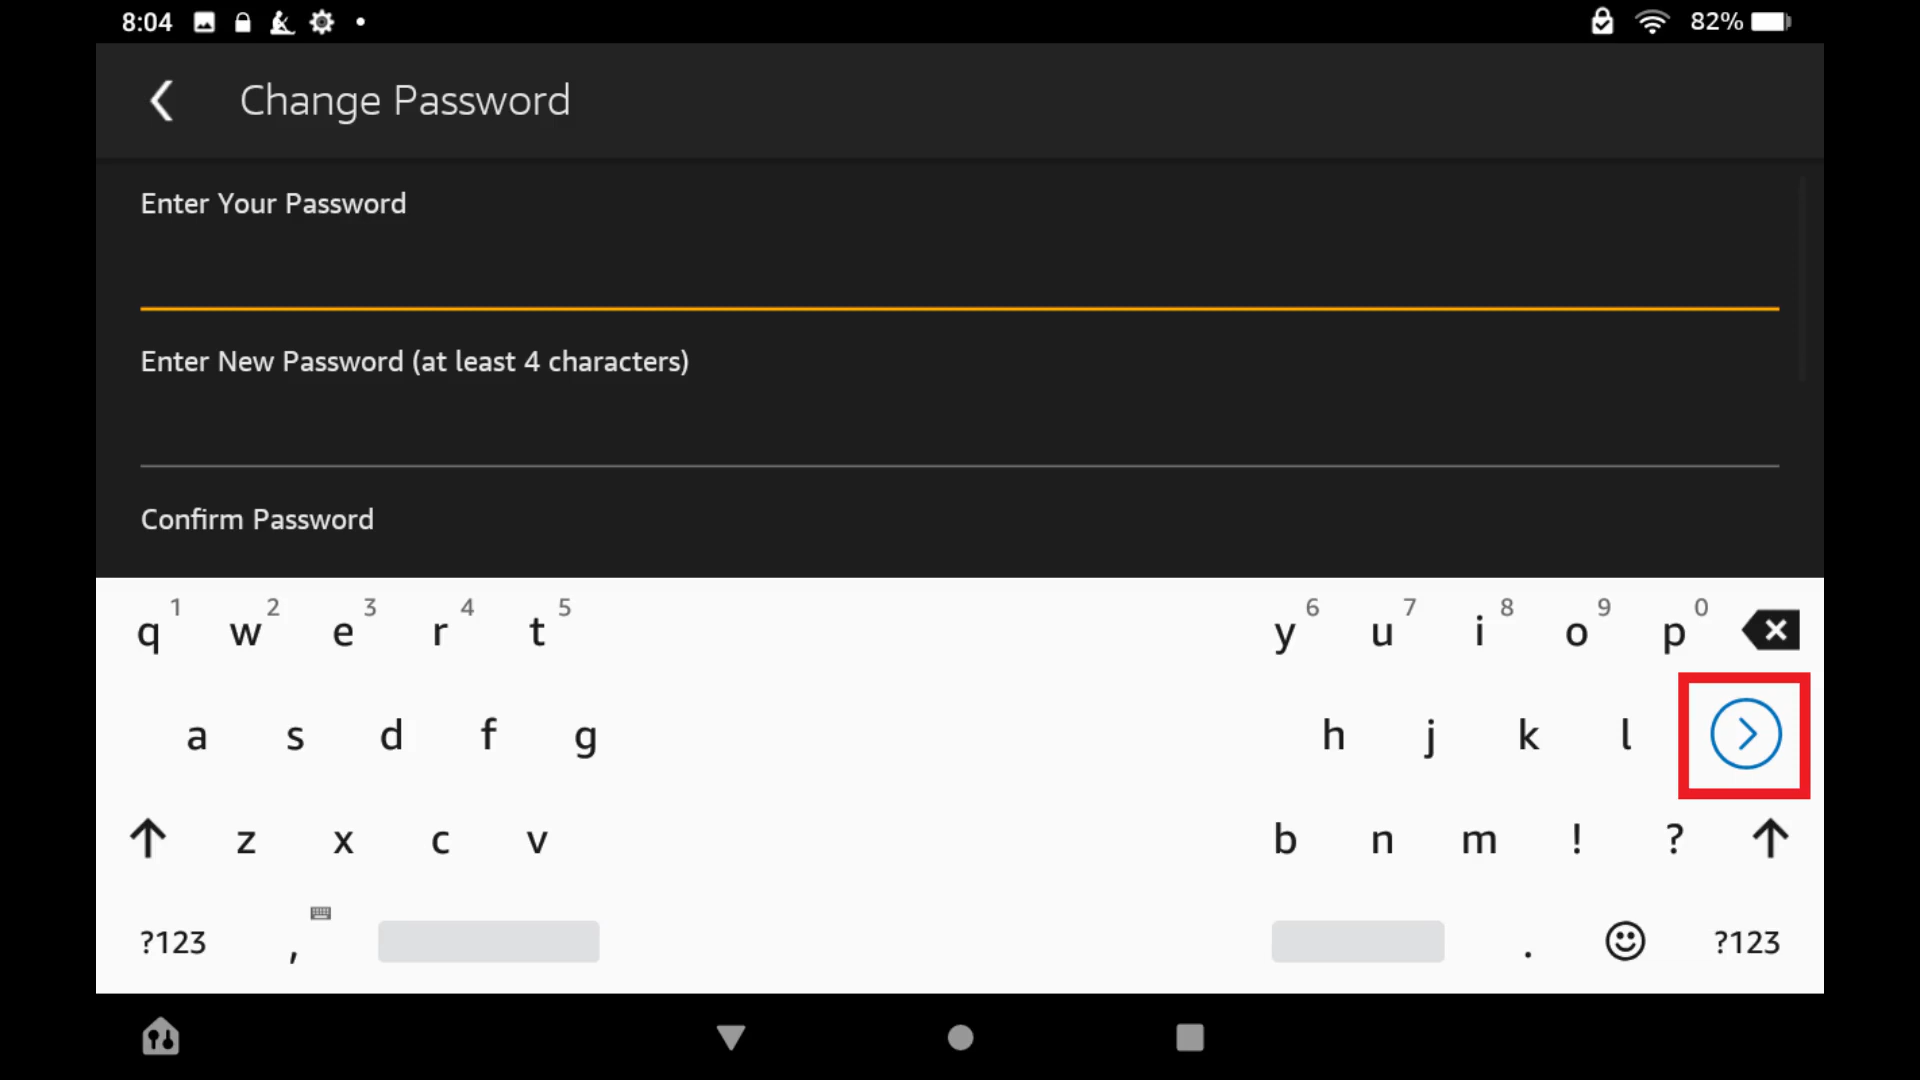 8:04 82%
Change Password
Enter Your Password
Enter New Password (at least 4 characters)
Confirm Password
q 1 w 2 e 3 r 4 t 5 y 6 u 7 i 8 o 9 p 0
a s d f g h j k l
z x c v b n m ! ?
?123 , . ?123